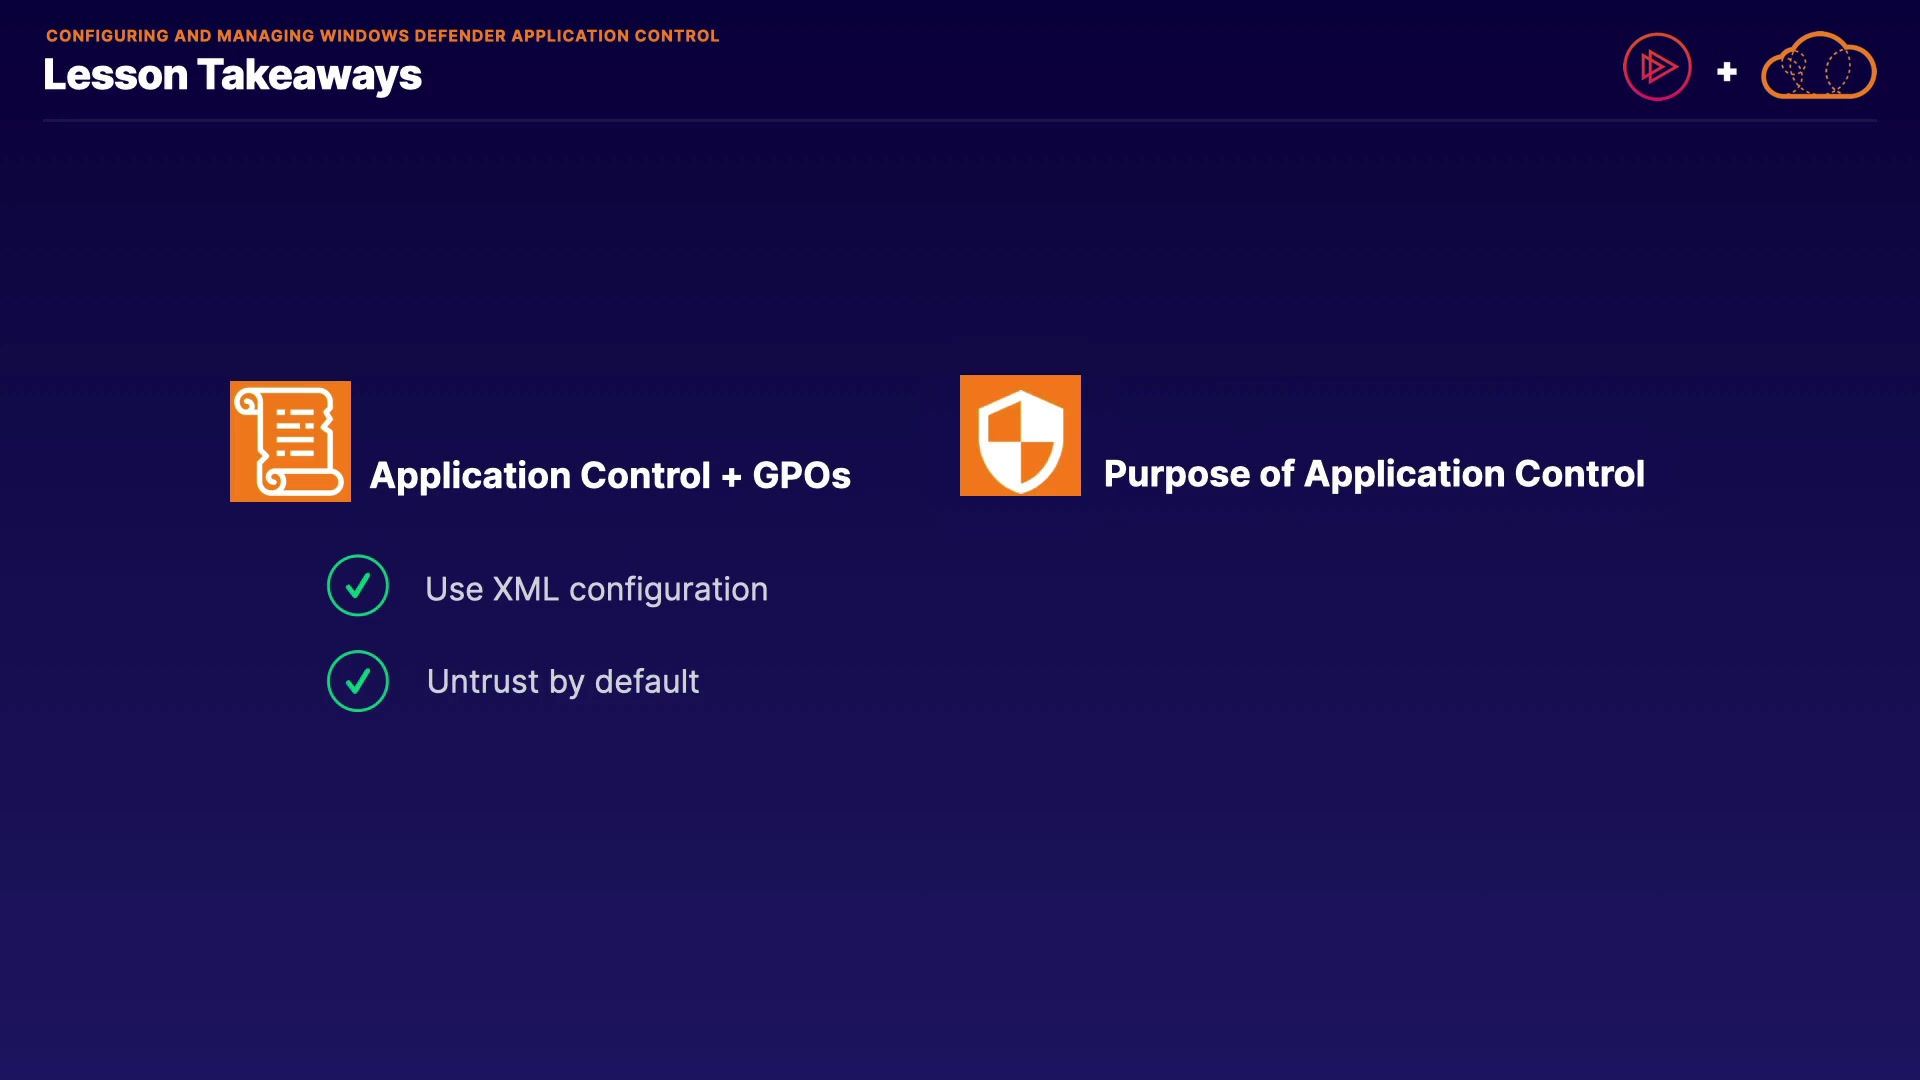 CONFIGURING AND MANAGING WINDOWS DEFENDER APPLICATION CONTROL
Lesson Takeaways
+
Application Control + GPOs
Use XML configuration
Untrust by default
Purpose of Application Control